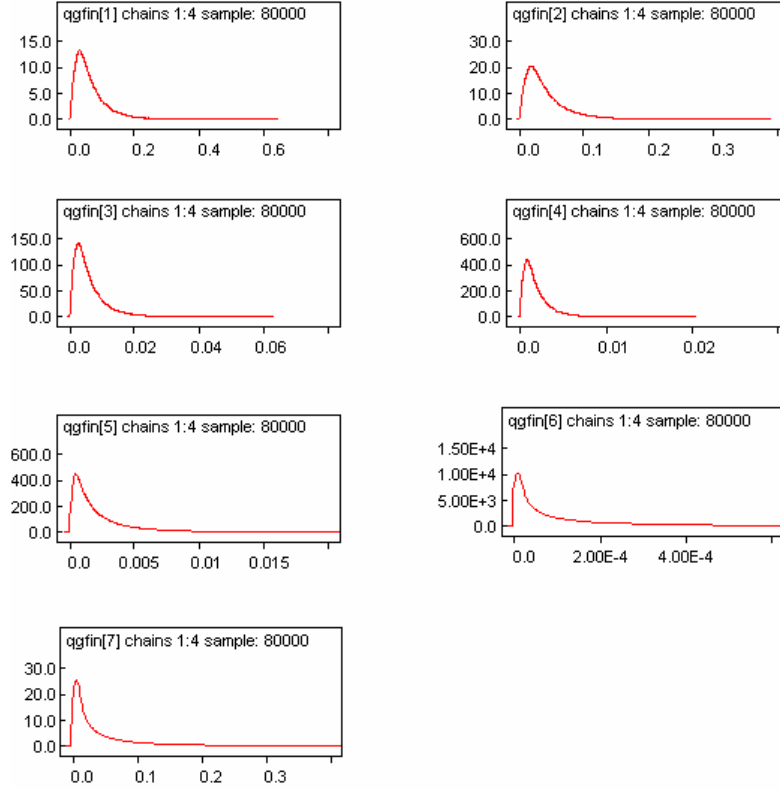 qgfin[1] chains 1:4 sample: 80000
15.0
10.0
5.0
0.0
0.0 0.2 0.4 0.6
qgfin[2] chains 1:4 sample: 80000
30.0
20.0
10.0
0.0
0.0 0.1 0.2 0.3
qgfin[3] chains 1:4 sample: 80000
150.0
100.0
50.0
0.0
0.0 0.02 0.04 0.06
qgfin[4] chains 1:4 sample: 80000
600.0
400.0
200.0
0.0
0.0 0.01 0.02
qgfin[5] chains 1:4 sample: 80000
600.0
400.0
200.0
0.0
0.0 0.005 0.01 0.015
qgfin[6] chains 1:4 sample: 80000
1.50E+4
1.00E+4
5.00E+3
0.0
0.0 2.00E-4 4.00E-4
qgfin[7] chains 1:4 sample: 80000
30.0
20.0
10.0
0.0
0.0 0.1 0.2 0.3